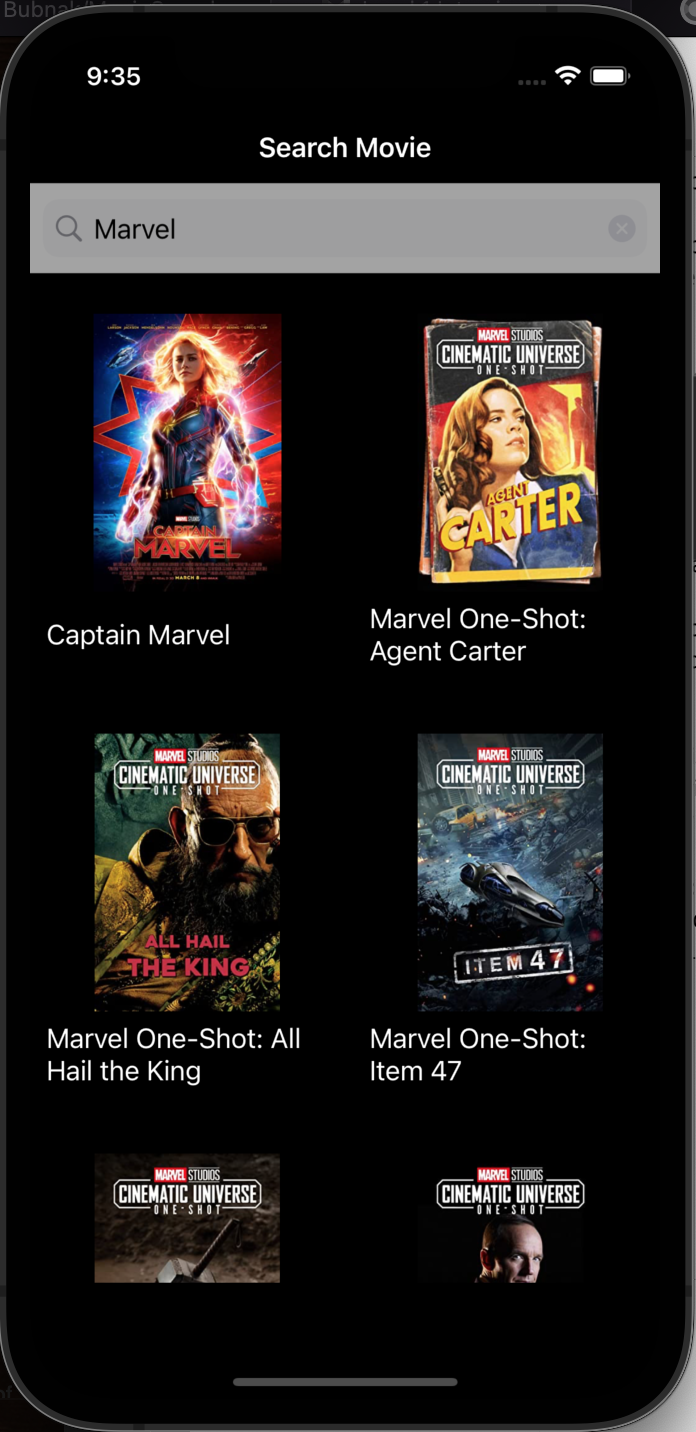 9:35
Search Movie
Marvel
MARVEL STUDIOS
CAPTAIN
MARVEL
MARCH 8
MARVEL STUDIOS
CINEMATIC UNIVERSE
ONE-SHOT
AGENT
CARTER
Captain Marvel
Marvel One-Shot:
Agent Carter
MARVEL STUDIOS
CINEMATIC UNIVERSE
ONE-SHOT
ALL HAIL
THE KING
MARVEL STUDIOS
CINEMATIC UNIVERSE
ONE-SHOT
ITEM 47
Marvel One-Shot: All
Hail the King
Marvel One-Shot:
Item 47
MARVEL STUDIOS
CINEMATIC UNIVERSE
ONE-SHOT
MARVEL STUDIOS
CINEMATIC UNIVERSE
ONE-SHOT